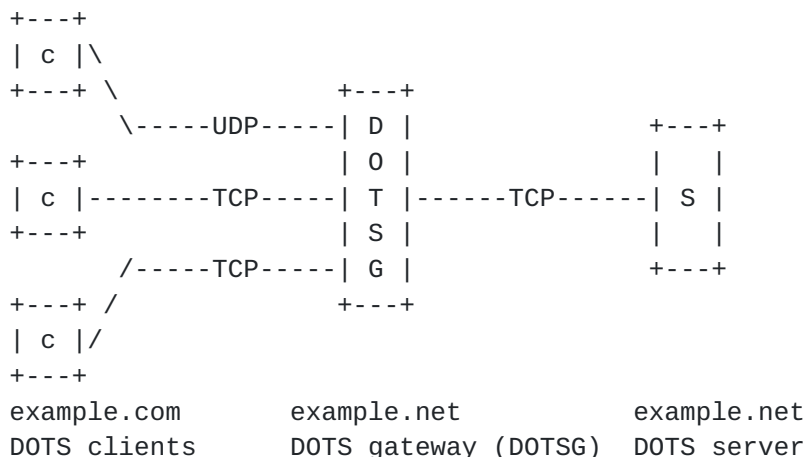 +---+
| c |\
+---+ \              +---+
       \-----UDP-----| D |               +---+
+---+                | O |               |   |
| c |--------TCP-----| T |------TCP------| S |
+---+                | S |               |   |
       /-----TCP-----| G |               +---+
+---+ /              +---+
| c |/
+---+
example.com       example.net           example.net
DOTS clients      DOTS gateway (DOTSG)  DOTS server